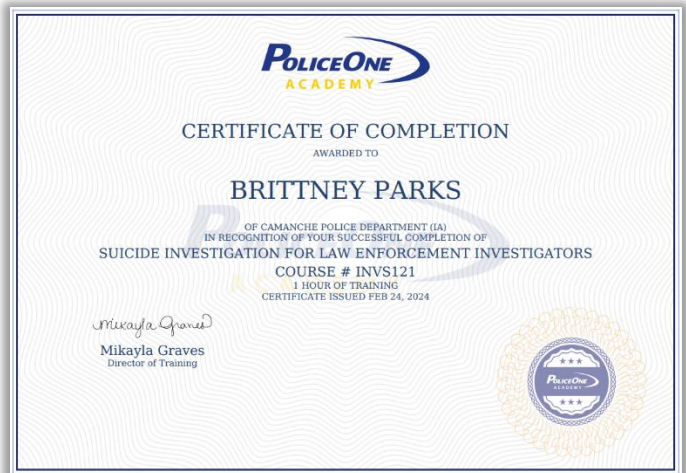 POLICEONE
ACADEMY
CERTIFICATE OF COMPLETION
AWARDED TO
BRITTNEY PARKS
OF CAMANCHE POLICE DEPARTMENT (IA)
IN RECOGNITION OF YOUR SUCCESSFUL COMPLETION OF
SUICIDE INVESTIGATION FOR LAW ENFORCEMENT INVESTIGATORS
COURSE # INVS121
1 HOUR OF TRAINING
CERTIFICATE ISSUED FEB 24, 2024
Mikayla Graves
Mikayla Graves
Director of Training
POLICEONE
ACADEMY